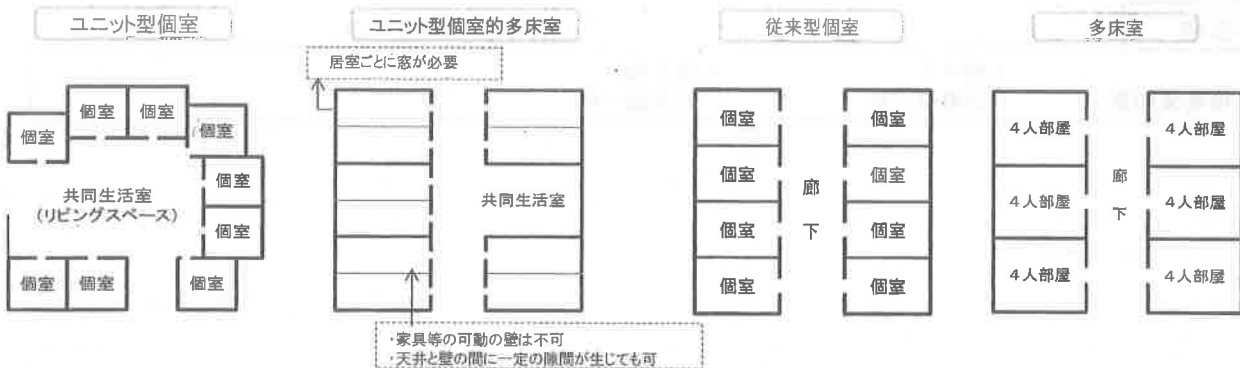 ユニット型個室
ユニット型個室的多床室
従来型個室
多床室
居室ごとに窓が必要
個室
個室
個室
個室
個室
個室
個室
個室
個室
共同生活室
(リビングスペース)
共同生活室
・家具等の可動の壁は不可
・天井と壁の間に一定の隙間が生じても可
個室
個室
個室
個室
個室
個室
個室
個室
廊
下
4人部屋
4人部屋
4人部屋
4人部屋
4人部屋
4人部屋
廊
下